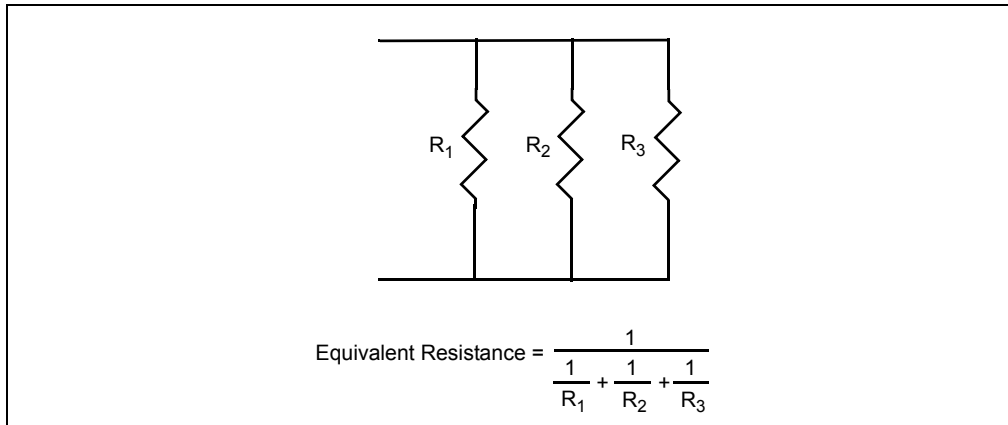 R1 R2 R3
Equivalent Resistance = 1
1 + 1 + 1
R1 R2 R3